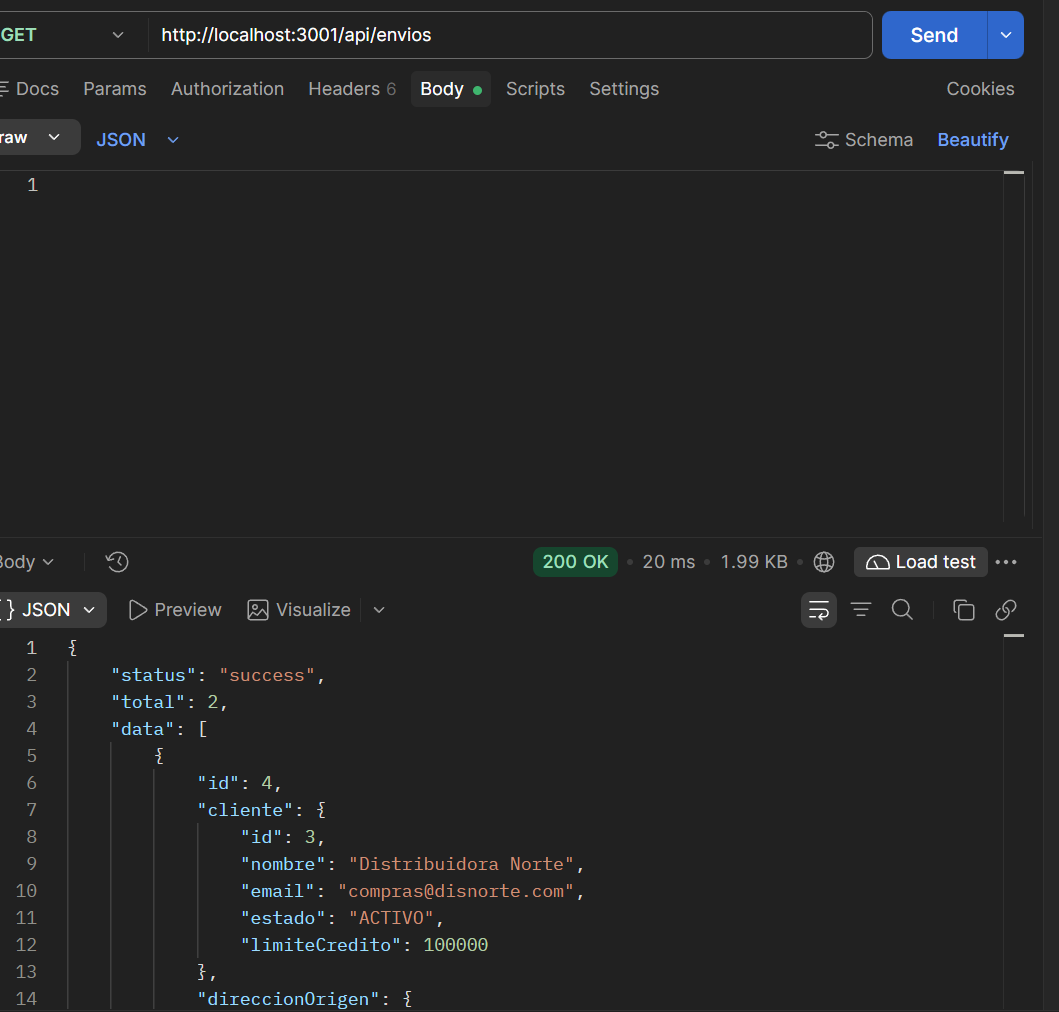 GET http://localhost:3001/api/envios Send
Docs Params Authorization Headers 6 Body Scripts Settings Cookies
raw JSON Schema Beautify
1
Body 200 OK • 20 ms • 1.99 KB • Load test
{} JSON Preview Visualize
1 {
2 "status": "success",
3 "total": 2,
4 "data": [
5 {
6 "id": 4,
7 "cliente": {
8 "id": 3,
9 "nombre": "Distribuidora Norte",
10 "email": "compras@disnorte.com",
11 "estado": "ACTIVO",
12 "limiteCredito": 100000
13 },
14 "direccionOrigen": {